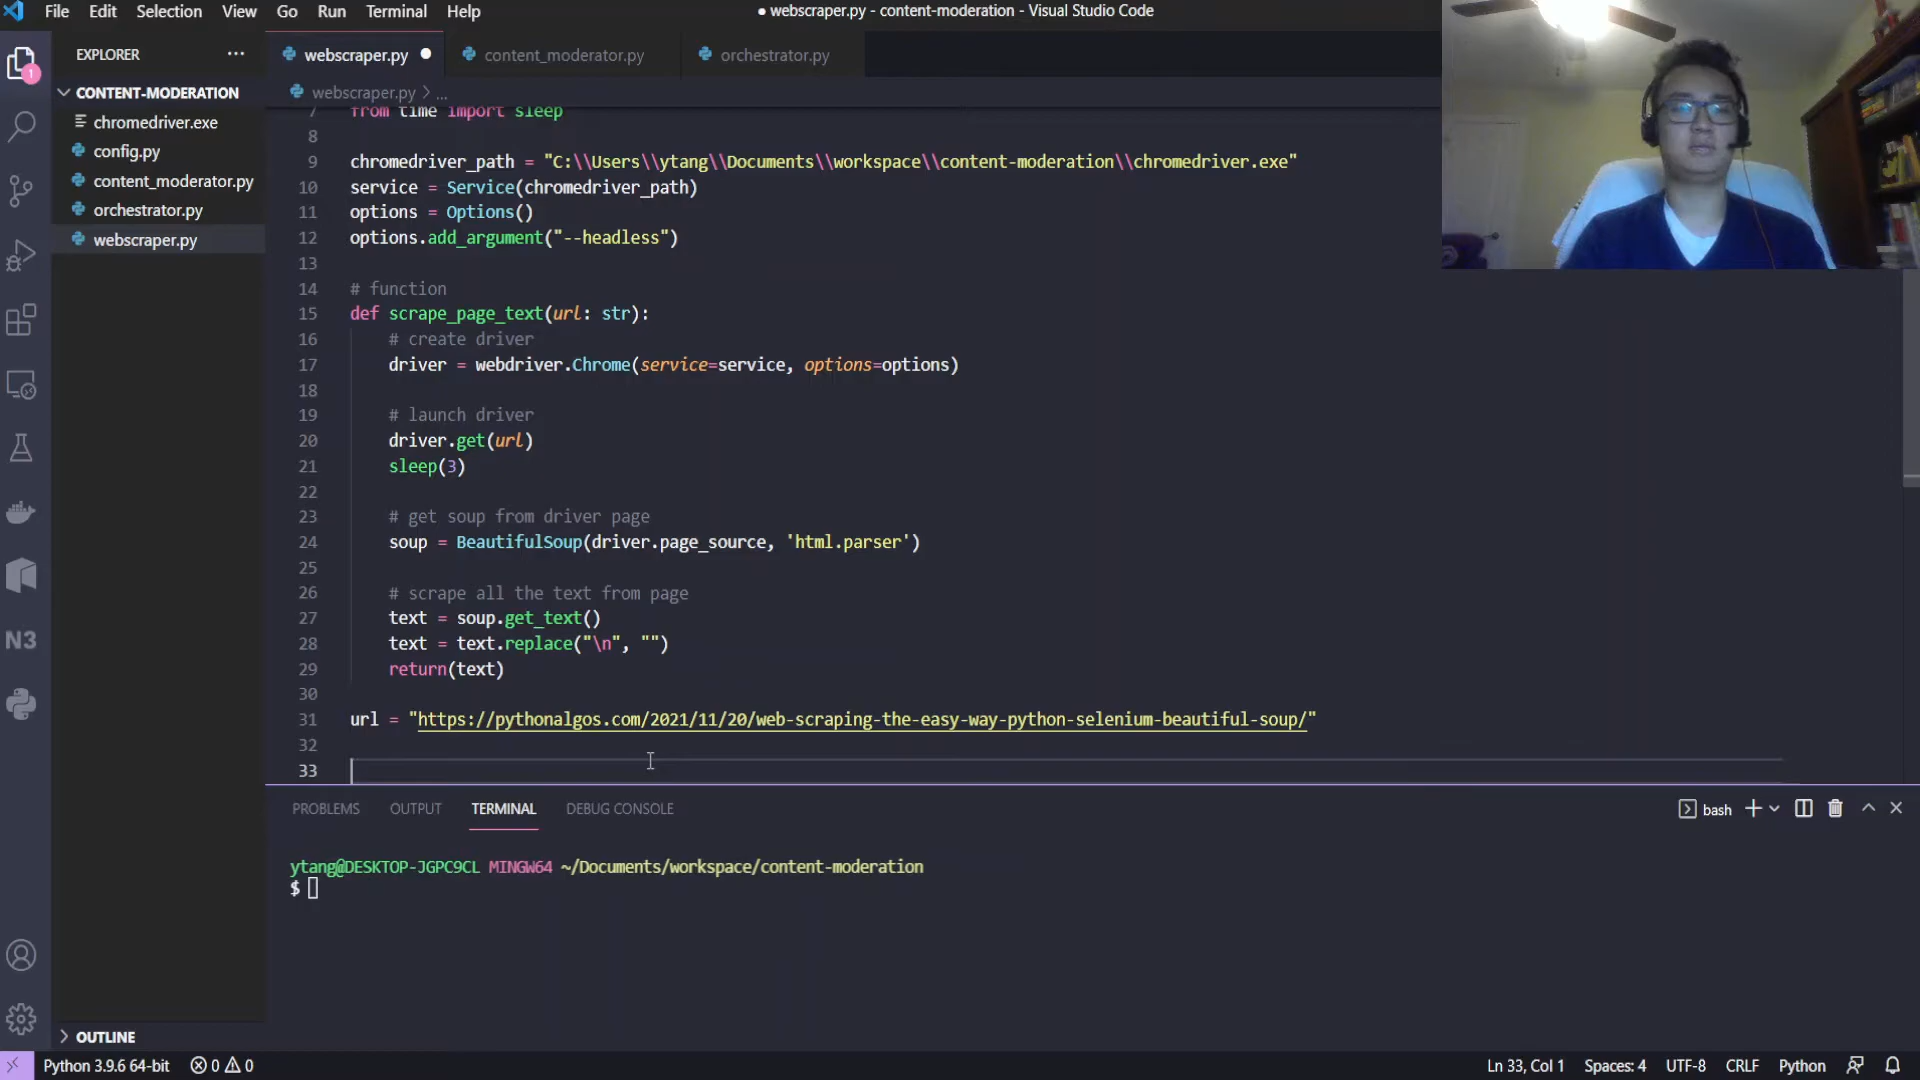 File Edit Selection View Go Run Terminal Help
● webscraper.py - content-moderation - Visual Studio Code
EXPLORER ...
webscraper.py ● content_moderator.py orchestrator.py
1
CONTENT-MODERATION
chromedriver.exe
config.py
content_moderator.py
orchestrator.py
webscraper.py
N3
OUTLINE
webscraper.py > ...
7 from time import sleep
8
9 chromedriver_path = "C:\\Users\\ytang\\Documents\\workspace\\content-moderation\\chromedriver.exe"
10 service = Service(chromedriver_path)
11 options = Options()
12 options.add_argument("--headless")
13
14 # function
15 def scrape_page_text(url: str):
16 # create driver
17 driver = webdriver.Chrome(service=service, options=options)
18
19 # launch driver
20 driver.get(url)
21 sleep(3)
22
23 # get soup from driver page
24 soup = BeautifulSoup(driver.page_source, 'html.parser')
25
26 # scrape all the text from page
27 text = soup.get_text()
28 text = text.replace("\n", "")
29 return(text)
30
31 url = "https://pythonalgos.com/2021/11/20/web-scraping-the-easy-way-python-selenium-beautiful-soup/"
32
33
PROBLEMS OUTPUT TERMINAL DEBUG CONSOLE
bash
ytang@DESKTOP-JGPC9CL MINGW64 ~/Documents/workspace/content-moderation
$
Python 3.9.6 64-bit 0 0
Ln 33, Col 1 Spaces: 4 UTF-8 CRLF Python